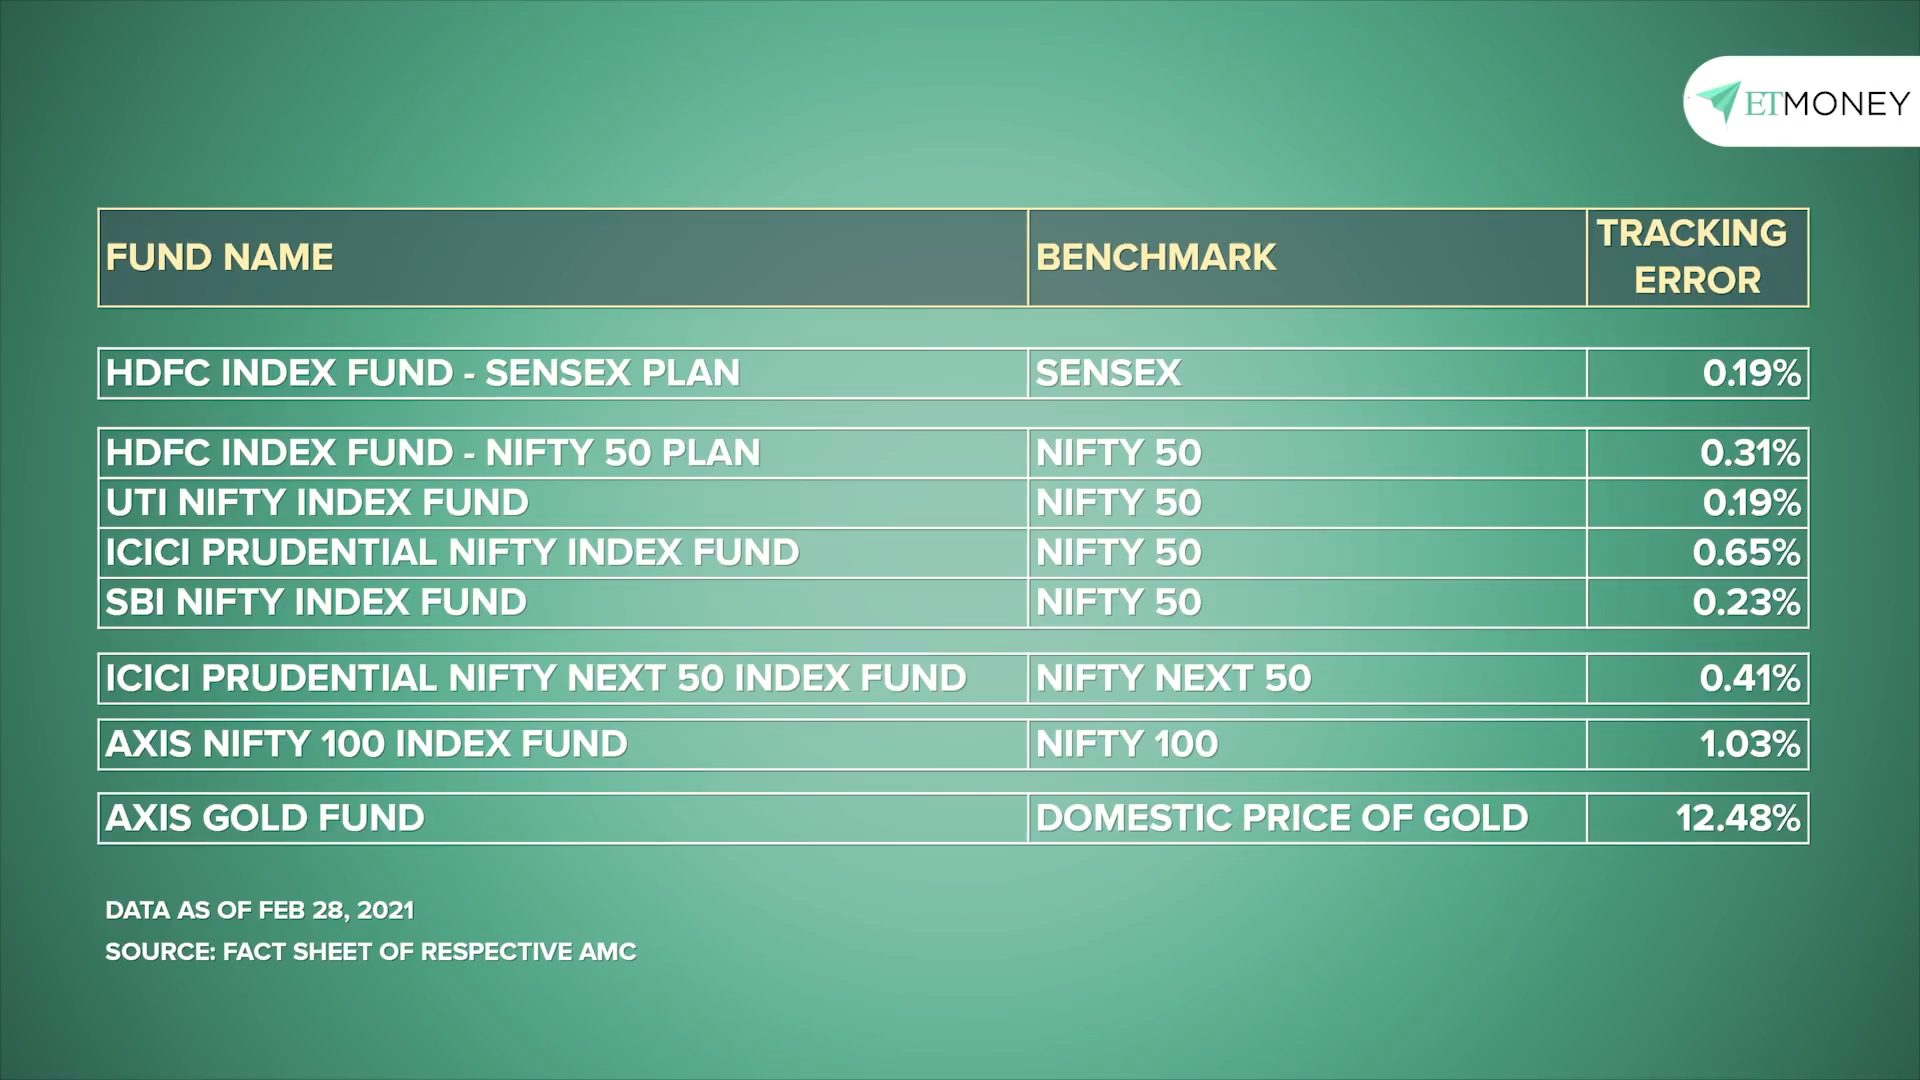 ETMONEY
FUND NAME BENCHMARK TRACKING ERROR
HDFC INDEX FUND - SENSEX PLAN SENSEX 0.19%
HDFC INDEX FUND - NIFTY 50 PLAN NIFTY 50 0.31%
UTI NIFTY INDEX FUND NIFTY 50 0.19%
ICICI PRUDENTIAL NIFTY INDEX FUND NIFTY 50 0.65%
SBI NIFTY INDEX FUND NIFTY 50 0.23%
ICICI PRUDENTIAL NIFTY NEXT 50 INDEX FUND NIFTY NEXT 50 0.41%
AXIS NIFTY 100 INDEX FUND NIFTY 100 1.03%
AXIS GOLD FUND DOMESTIC PRICE OF GOLD 12.48%
DATA AS OF FEB 28, 2021
SOURCE: FACT SHEET OF RESPECTIVE AMC